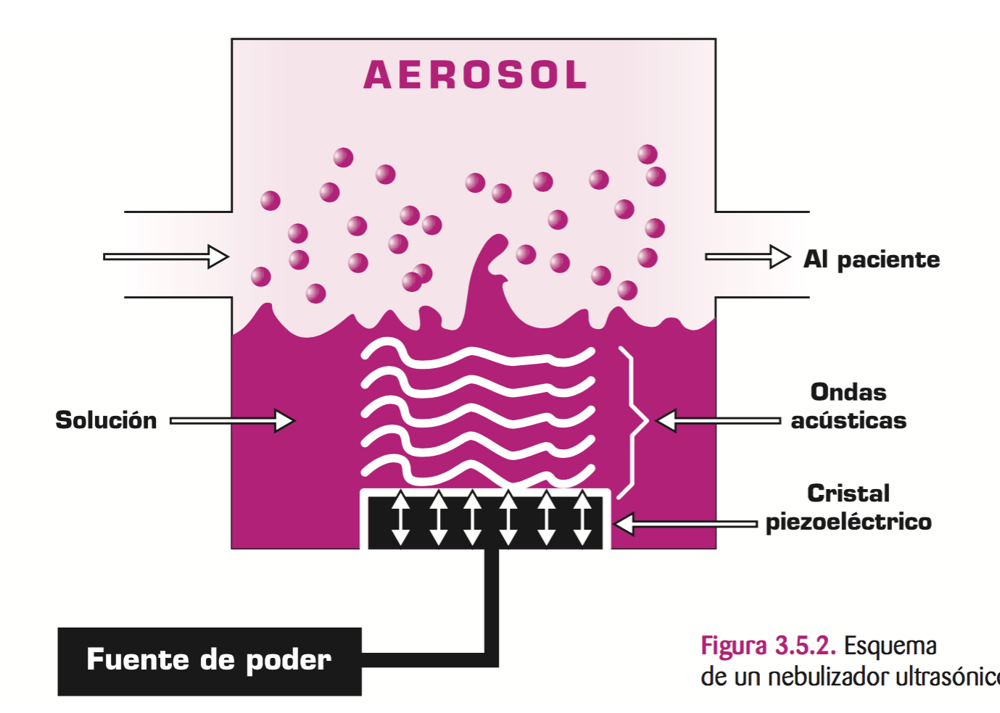 AEROSOL
Al paciente
Solución
Ondas
acústicas
Cristal
piezoeléctrico
Fuente de poder
Figura 3.5.2. Esquema
de un nebulizador ultrasónico